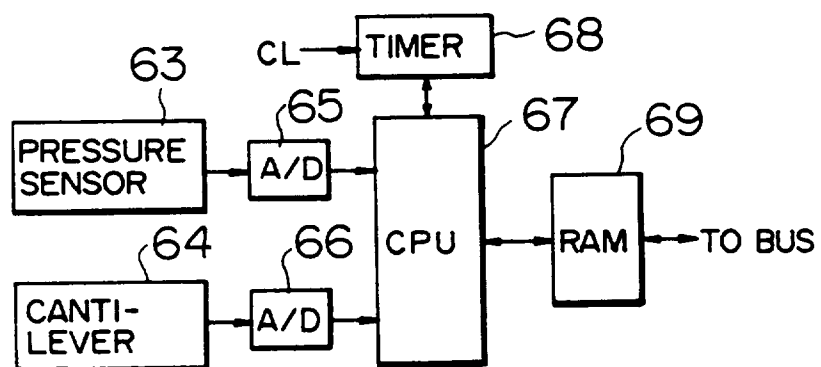 CL
TIMER
68
63
65
67
69
PRESSURE
SENSOR
A/D
CPU
RAM
TO BUS
64
66
CANTI-
LEVER
A/D